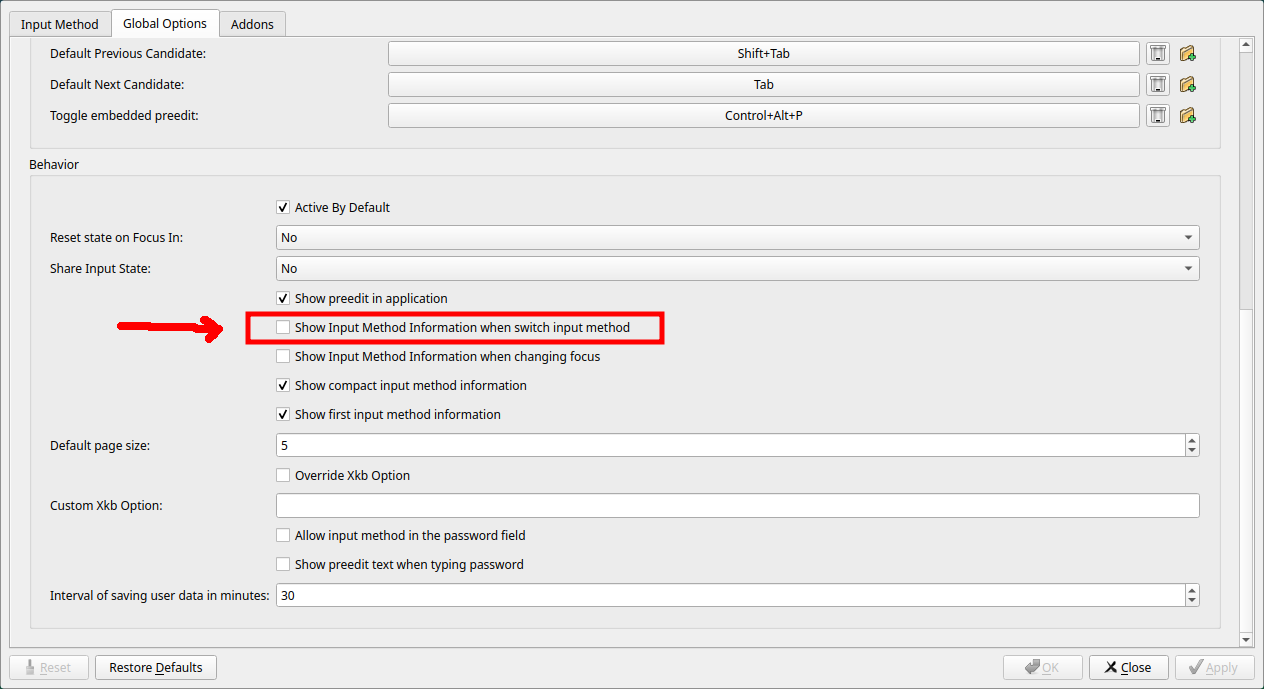 Input Method Global Options Addons
Default Previous Candidate: Shift+Tab
Default Next Candidate: Tab
Toggle embedded preedit: Control+Alt+P
Behavior
Active By Default
Reset state on Focus In: No
Share Input State: No
Show preedit in application
Show Input Method Information when switch input method
Show Input Method Information when changing focus
Show compact input method information
Show first input method information
Default page size: 5
Override Xkb Option
Custom Xkb Option:
Allow input method in the password field
Show preedit text when typing password
Interval of saving user data in minutes: 30
Reset Restore Defaults OK Close Apply